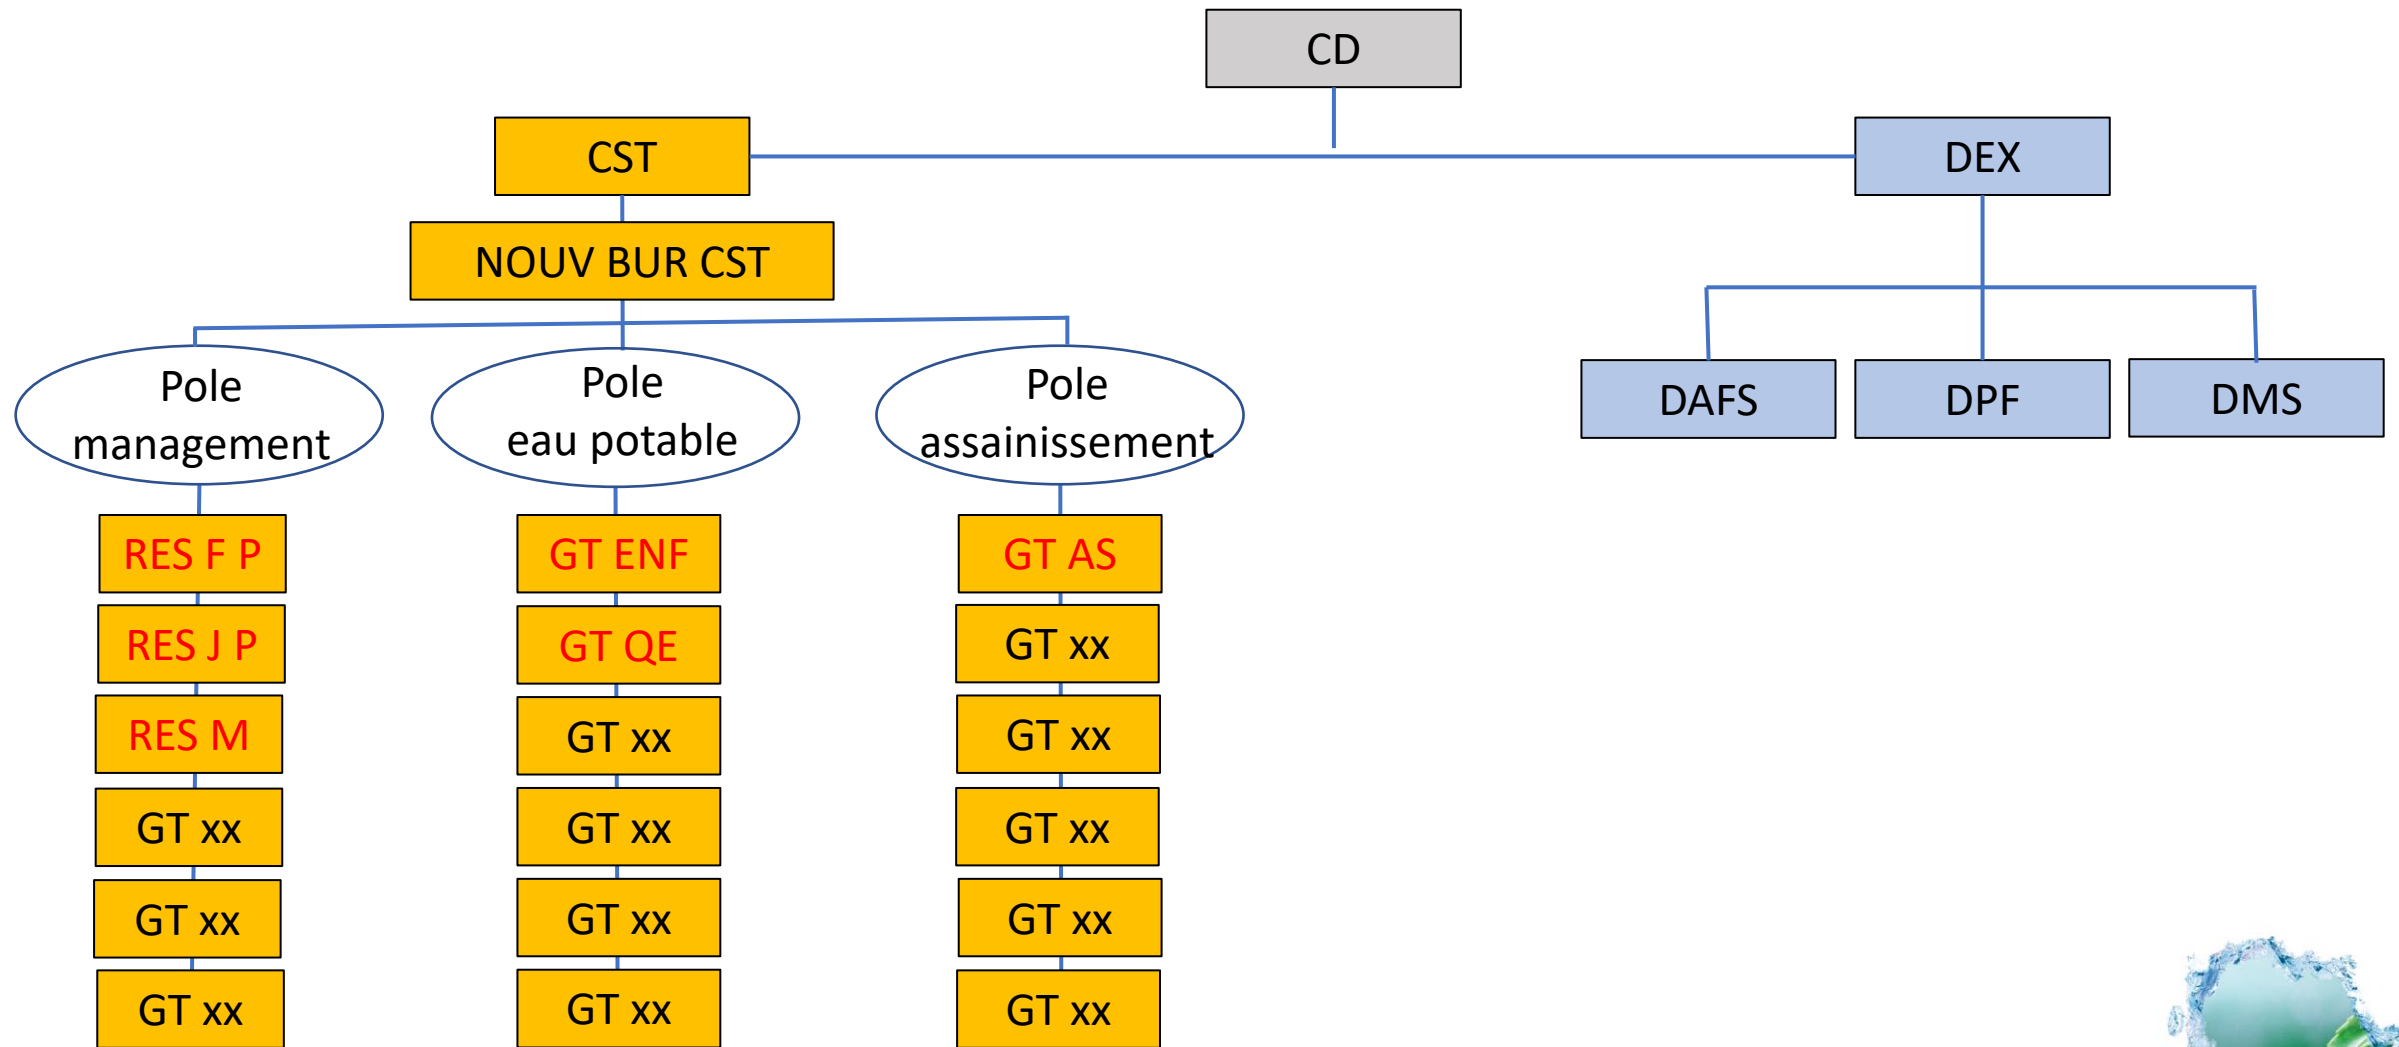 CD
CST
DEX
NOUV BUR CST
Pole
management
Pole
eau potable
Pole
assainissement
DAFS
DPF
DMS
RES F P
RES J P
RES M
GT xx
GT xx
GT xx
GT ENF
GT QE
GT xx
GT xx
GT xx
GT xx
GT AS
GT xx
GT xx
GT xx
GT xx
GT xx